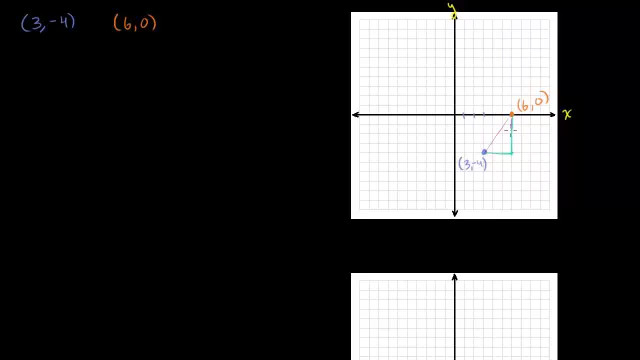 (3,-4) (6,0)
y
(6,0)
x
(3,-4)